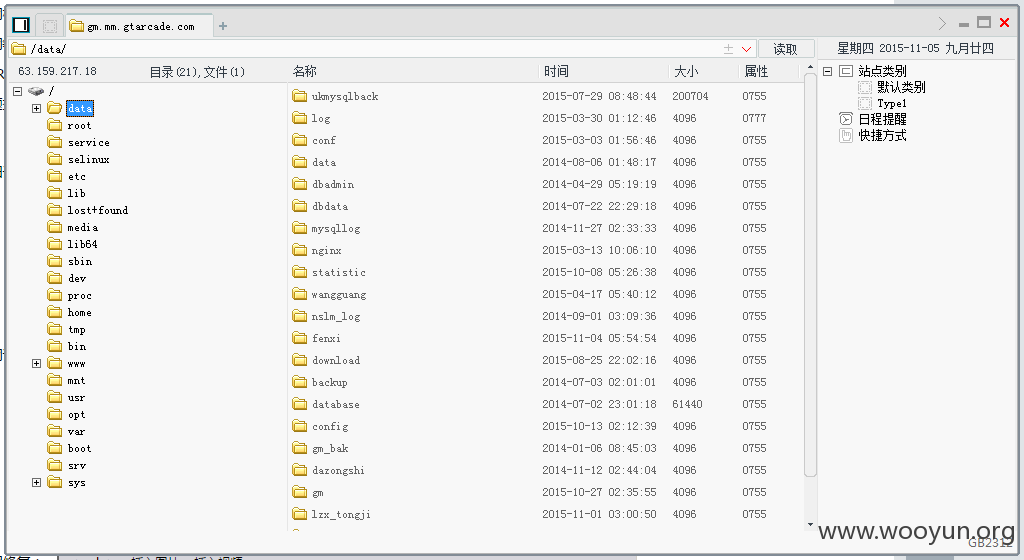 gm.mm.gtarcade.com
/data/
读取
星期四 2015-11-05 九月廿四
63.159.217.18
目录(21),文件(1)
名称 时间 大小 属性
/
data
root
service
selinux
etc
lib
lost+found
media
lib64
sbin
dev
proc
home
tmp
bin
www
mnt
usr
opt
var
boot
srv
sys
ukmysqlback 2015-07-29 08:48:44 200704 0755
log 2015-03-30 01:12:46 4096 0777
conf 2015-03-03 01:56:46 4096 0755
data 2014-08-06 01:48:17 4096 0755
dbadmin 2014-04-29 05:19:19 4096 0755
dbdata 2014-07-22 22:29:18 4096 0755
mysqllog 2014-11-27 02:33:33 4096 0755
nginx 2015-03-13 10:06:10 4096 0755
statistic 2015-10-08 05:26:38 4096 0755
wangguang 2015-04-17 05:40:12 4096 0755
nslm_log 2014-09-01 03:09:36 4096 0755
fenxi 2015-11-04 05:54:54 4096 0755
download 2015-08-25 22:02:16 4096 0755
backup 2014-07-03 02:01:01 4096 0755
database 2014-07-02 23:01:18 61440 0755
config 2015-10-13 02:12:39 4096 0755
gm_bak 2014-01-06 08:45:03 4096 0755
dazongshi 2014-11-12 02:44:04 4096 0755
gm 2015-10-27 02:35:55 4096 0755
lzx_tongji 2015-11-01 03:00:50 4096 0755
站点类别
默认类别
Type1
日程提醒
快捷方式
www.wooyun.org
GB2312